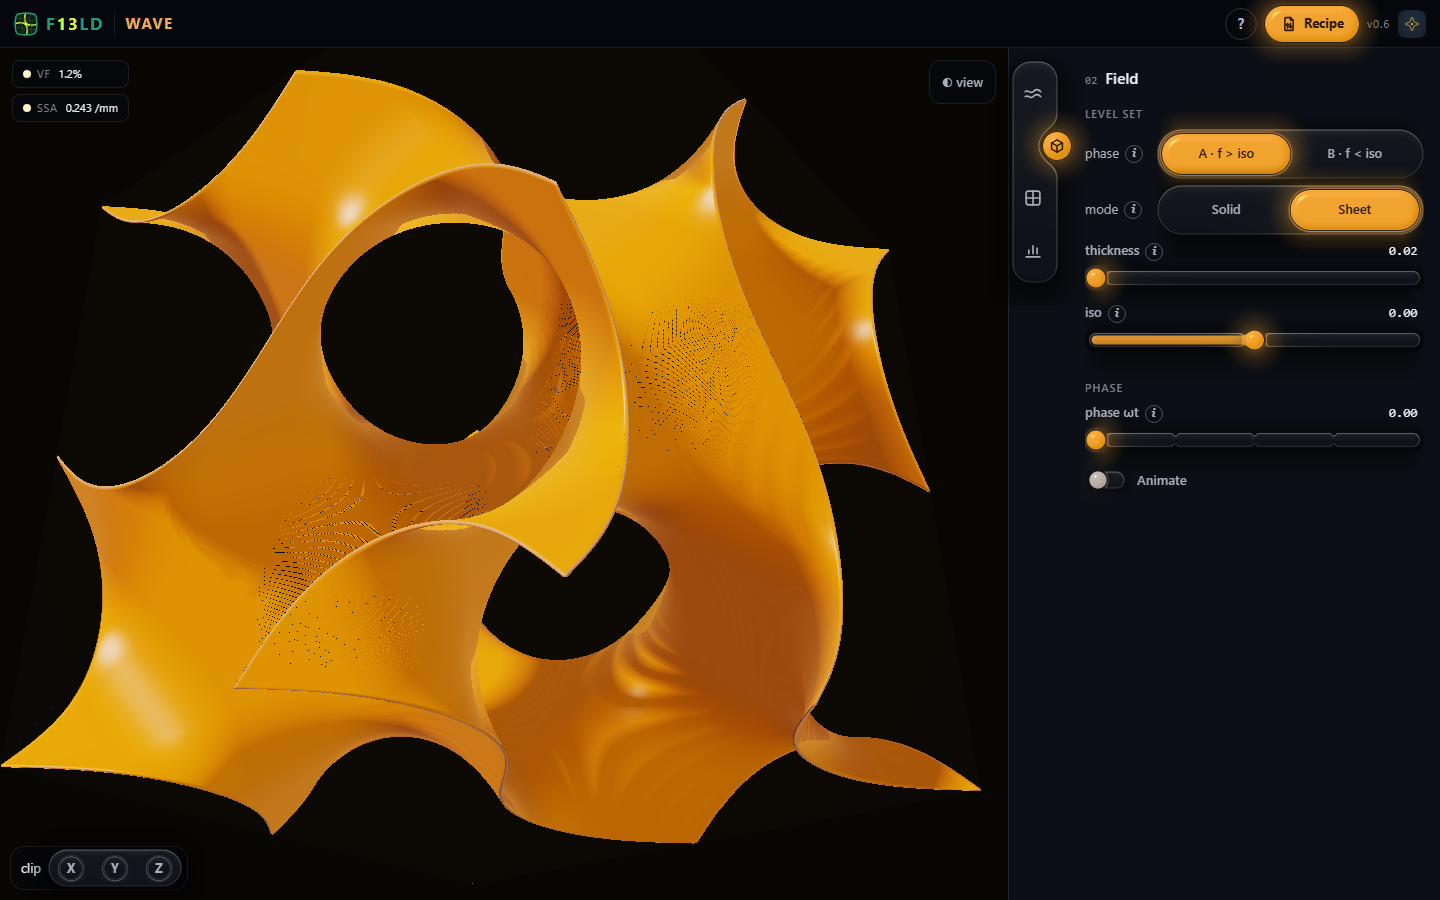 F13LD WAVE
? Recipe v0.6
VF 1.2%
SSA 0.243 /mm
view
02 Field
LEVEL SET
phase i A · f > iso B · f < iso
mode i Solid Sheet
thickness i 0.02
iso i 0.00
PHASE
phase ωt i 0.00
Animate
clip X Y Z